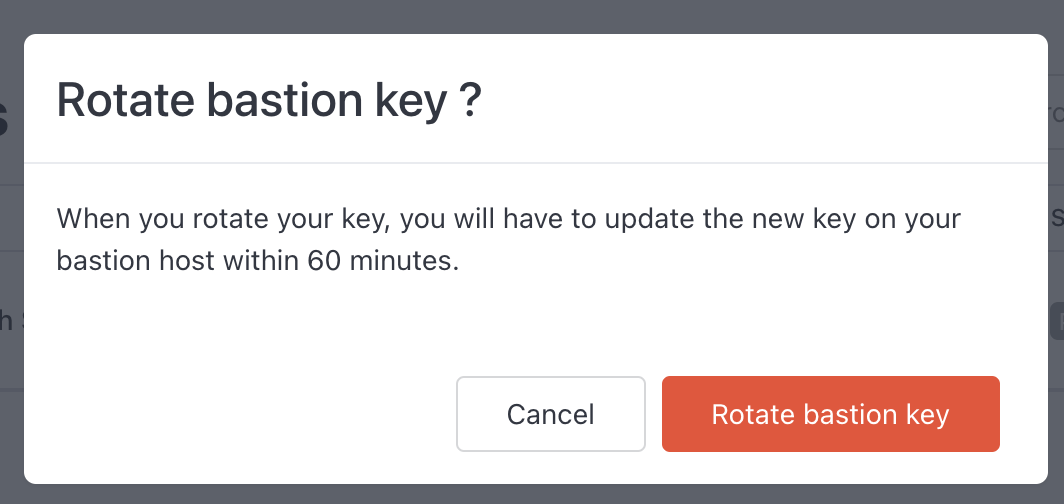 Rotate bastion key ?
When you rotate your key, you will have to update the new key on your
bastion host within 60 minutes.
Cancel
Rotate bastion key